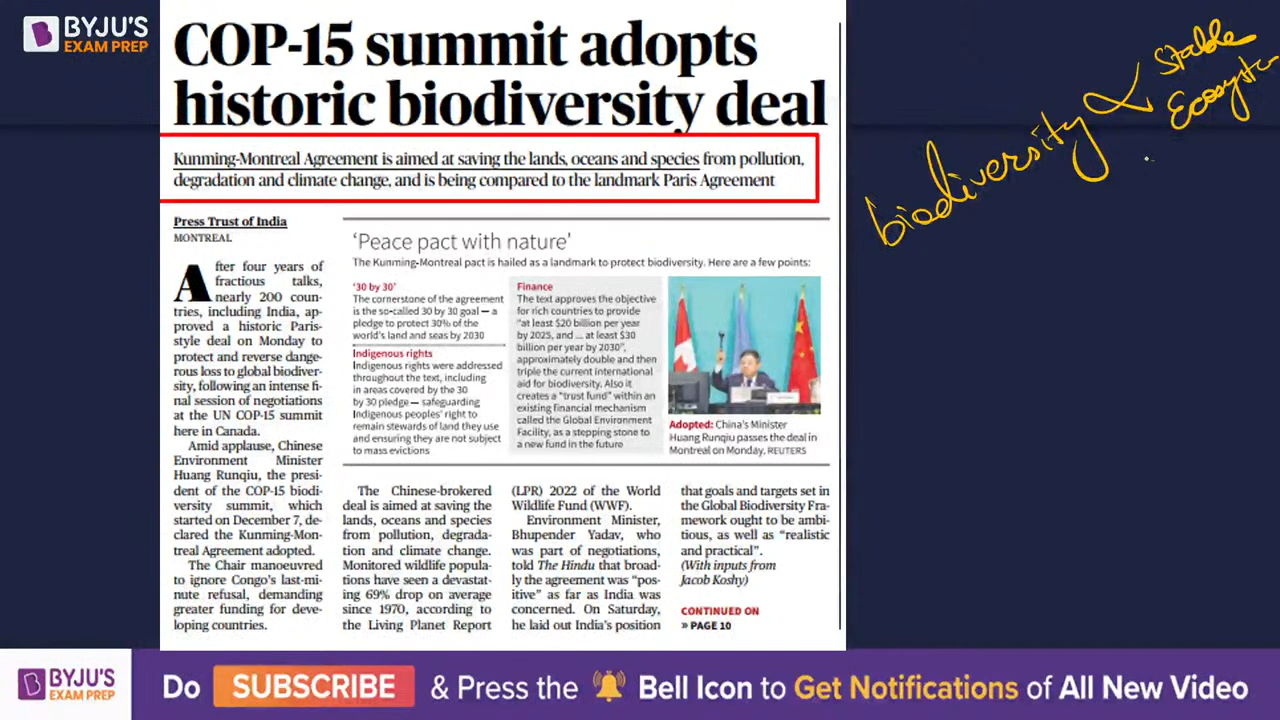 BYJU'S
EXAM PREP
COP-15 summit adopts
historic biodiversity deal
Kunming-Montreal Agreement is aimed at saving the lands, oceans and species from pollution,
degradation and climate change, and is being compared to the landmark Paris Agreement
Press Trust of India
MONTREAL
After four years of
fractious talks,
nearly 200 coun-
tries, including India, ap-
proved a historic Paris-
style deal on Monday to
protect and reverse dange-
rous loss to global biodiver-
sity, following an intense fi-
nal session of negotiations
at the UN COP-15 summit
here in Canada.
Amid applause, Chinese
Environment Minister
Huang Runqiu, the presi-
dent of the COP-15 biodi-
versity summit, which
started on December 7, de-
clared the Kunming-Mon-
treal Agreement adopted.
The Chair manoeuvred
to ignore Congo's last-mi-
nute refusal, demanding
greater funding for deve-
loping countries.
'Peace pact with nature'
The Kunming-Montreal pact is hailed as a landmark to protect biodiversity. Here are a few points:
'30 by 30'
The cornerstone of the agreement
is the so-called 30 by 30 goal — a
pledge to protect 30% of the
world's land and seas by 2030
Indigenous rights
Indigenous rights were addressed
throughout the text, including
in areas covered by the 30
by 30 pledge — safeguarding
Indigenous peoples' right to
remain stewards of land they use
and ensuring they are not subject
to mass evictions
Finance
The text approves the objective
for rich countries to provide
"at least $20 billion per year
by 2025, and ... at least $30
billion per year by 2030",
approximately double and then
triple the current international
aid for biodiversity. Also it
creates a "trust fund" within an
existing financial mechanism
called the Global Environment
Facility, as a stepping stone to
a new fund in the future
Adopted: China's Minister
Huang Runqiu passes the deal in
Montreal on Monday. REUTERS
The Chinese-brokered
deal is aimed at saving the
lands, oceans and species
from pollution, degrada-
tion and climate change.
Monitored wildlife popula-
tions have seen a devastat-
ing 69% drop on average
since 1970, according to
the Living Planet Report
(LPR) 2022 of the World
Wildlife Fund (WWF).
Environment Minister,
Bhupender Yadav, who
was part of negotiations,
told The Hindu that broad-
ly the agreement was "pos-
itive" as far as India was
concerned. On Saturday,
he laid out India's position
that goals and targets set in
the Global Biodiversity Fra-
mework ought to be ambi-
tious, as well as "realistic
and practical".
(With inputs from
Jacob Koshy)
CONTINUED ON
» PAGE 10
biodiversity ∝ Stable
Ecosystem
BYJU'S
EXAM PREP
Do SUBSCRIBE & Press the Bell Icon to Get Notifications of All New Video